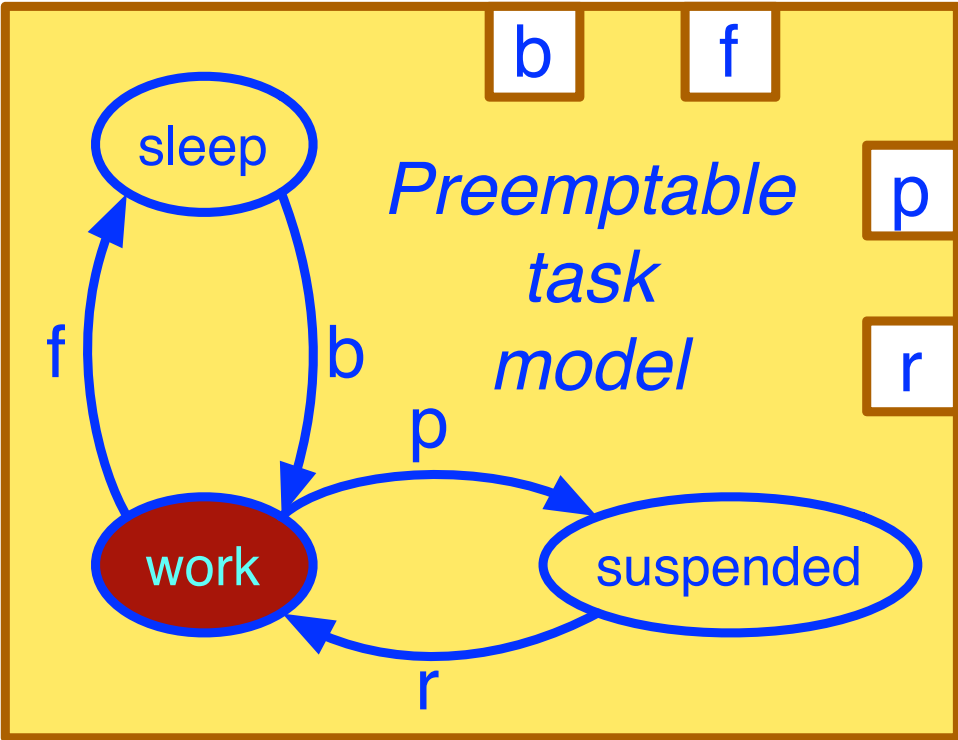 b
f
sleep
Preemptable
task
model
p
r
f
b
p
work
suspended
r